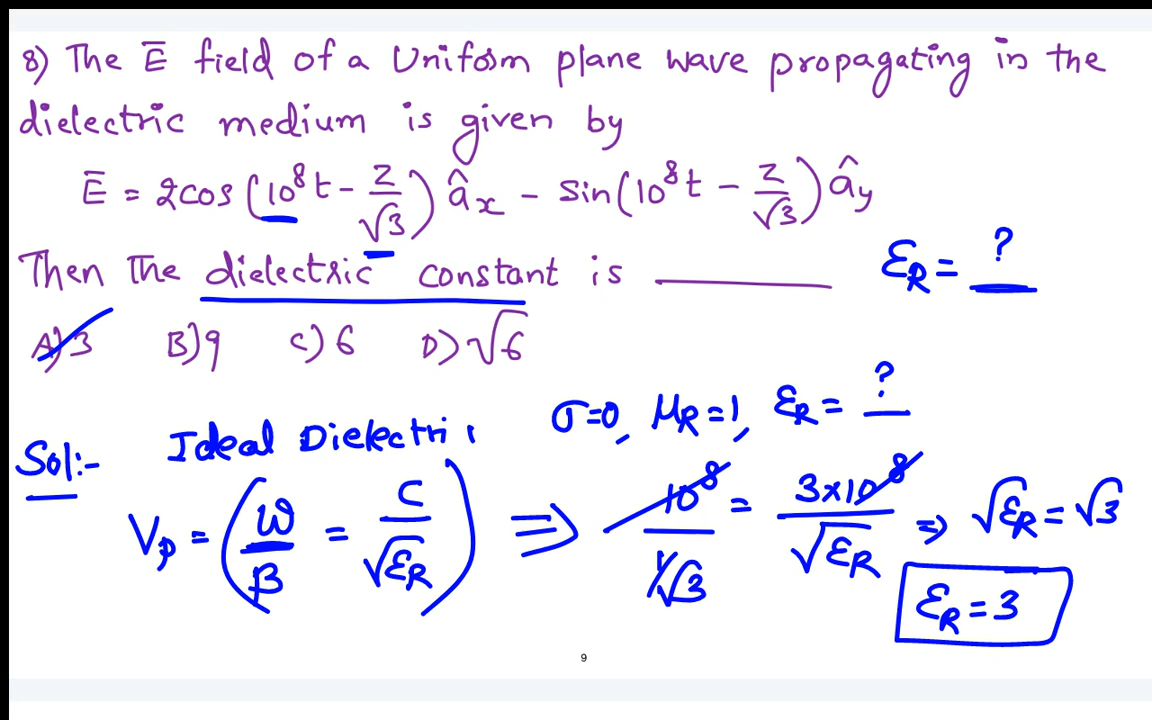 8) The Ē field of a Uniform plane wave propagating in the
dielectric medium is given by
Ē = 2cos(10⁸t - z/√3) âx - sin(10⁸t - z/√3) ây
Then the dielectric constant is ________ εR = ?
A) 3 B) 9 C) 6 D) √6
σ=0, μR=1, εR = ?
Sol:- Ideal Dielectri
Vp = (ω/β = C/√εR) ⇒ 10⁸/1/√3 = 3×10⁸/√εR ⇒ √εR = √3
εR = 3
9